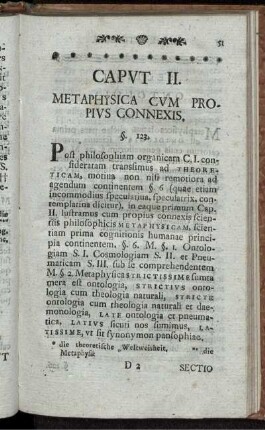 51
CAPVT II.
METAPHYSICA CVM PRO-
PIVS CONNEXIS.
§. 123.
Post philosophiam organicam C. I. con-
sideratam transimus ad THEORE-
TICAM, motiua non nisi remotiora ad
agendum continentem § 6 (quae etiam
incommodius speculatiua, specularix, con-
templatiua dicitur), in eaque primum Cap.
II. lustramus cum propius connexis scien-
tiis philosophicis METAPHYSICAM, scien-
tiam prima cognitionis humanae princi-
pia continentem, §. 6. M. §. 1. Ontolo-
giam S. I. Cosmologiam S. II. et Pneu-
maticam S. III. sub se comprehendentem
M. § 2. Metaphysica STRICTISSIME sumta
mera est ontologia, STRICTIVS onto-
logia cum theologia naturali, STRICTE
ontologia cum theologia naturali et dae-
monologia, LATE ontologia et pneuma-
tica, LATIVS sicuti nos sumimus, LA-
TISSIME, vt sit synonymon pansophiae.
* die theoretische Weltweisheit. ** die
Metaphysik
D 2 SECTIO